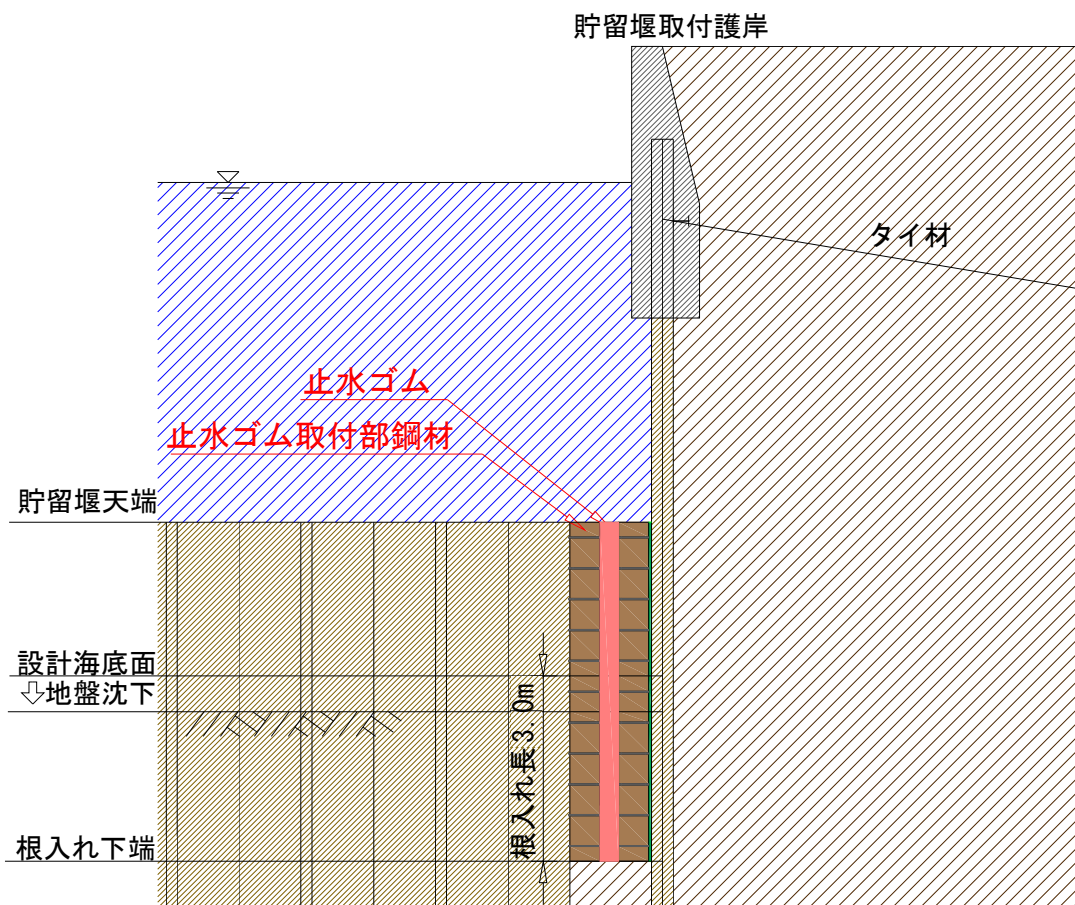 貯留堰取付護岸
タイ材
止水ゴム
止水ゴム取付部鋼材
貯留堰天端
設計海底面
⇩地盤沈下
根入れ長3.0m
根入れ下端